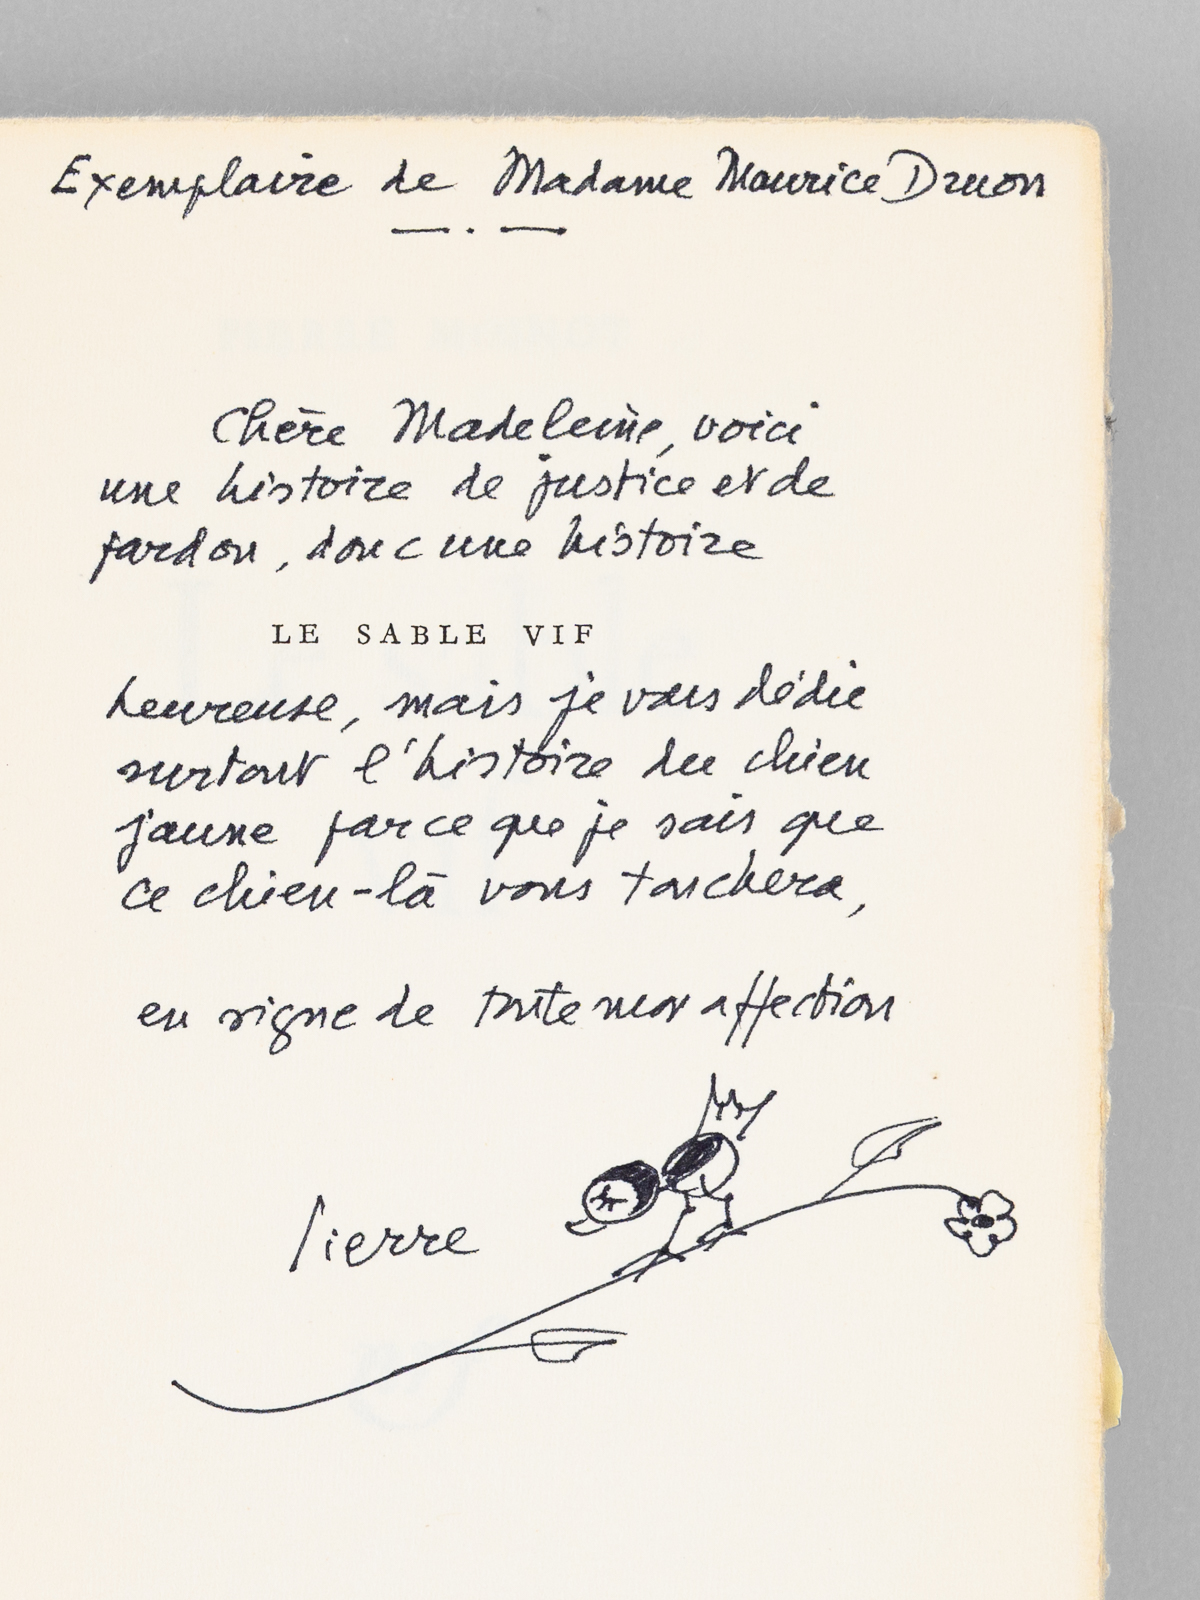 Exemplaire de Madame Maurice Druon
Chère Madeleine, voici
une histoire de justice et de
pardon, donc une histoire
LE SABLE VIF
heureuse, mais je vous dédie
surtout l'histoire du chien
jaune parce que je sais que
ce chien-là vous touchera,
en signe de toute mon affection
Pierre